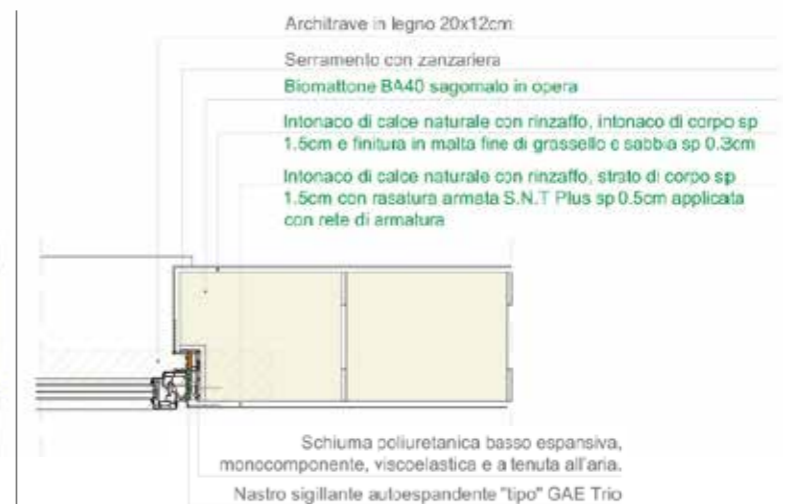 Architrave in legno 20x12cm
Serramento con zanzariera
Biomattone BA40 sagomato in opera
Intonaco di calce naturale con rinzaffo, intonaco di corpo sp
1.5cm e finitura in malta fine di grassello e sabbia sp 0.3cm
Intonaco di calce naturale con rinzaffo, strato di corpo sp
1.5cm con rasatura armata S.N.T Plus sp 0.5cm applicata
con rete di armatura
Schiuma poliuretanica basso espansiva,
monocomponente, viscoelastica e a tenuta all'aria.
Nastro sigillante autoespandente "tipo" GAE Trio